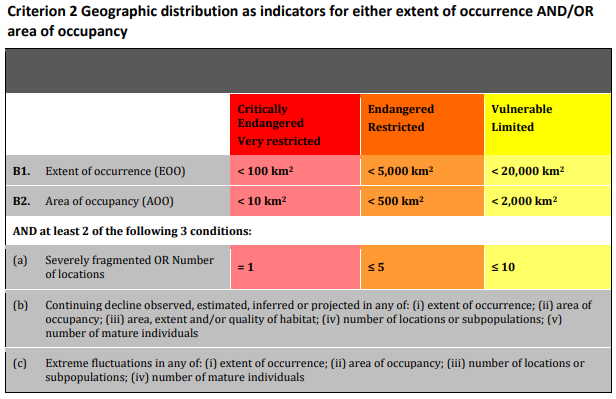 Criterion 2 Geographic distribution as indicators for either extent of occurrence AND/OR
area of occupancy
Critically
Endangered
Very restricted
Endangered
Restricted
Vulnerable
Limited
B1. Extent of occurrence (EOO) < 100 km² < 5,000 km² < 20,000 km²
B2. Area of occupancy (AOO) < 10 km² < 500 km² < 2,000 km²
AND at least 2 of the following 3 conditions:
(a) Severely fragmented OR Number
of locations
= 1 ≤ 5 ≤ 10
(b) Continuing decline observed, estimated, inferred or projected in any of: (i) extent of occurrence; (ii) area of
occupancy; (iii) area, extent and/or quality of habitat; (iv) number of locations or subpopulations; (v)
number of mature individuals
(c) Extreme fluctuations in any of: (i) extent of occurrence; (ii) area of occupancy; (iii) number of locations or
subpopulations; (iv) number of mature individuals